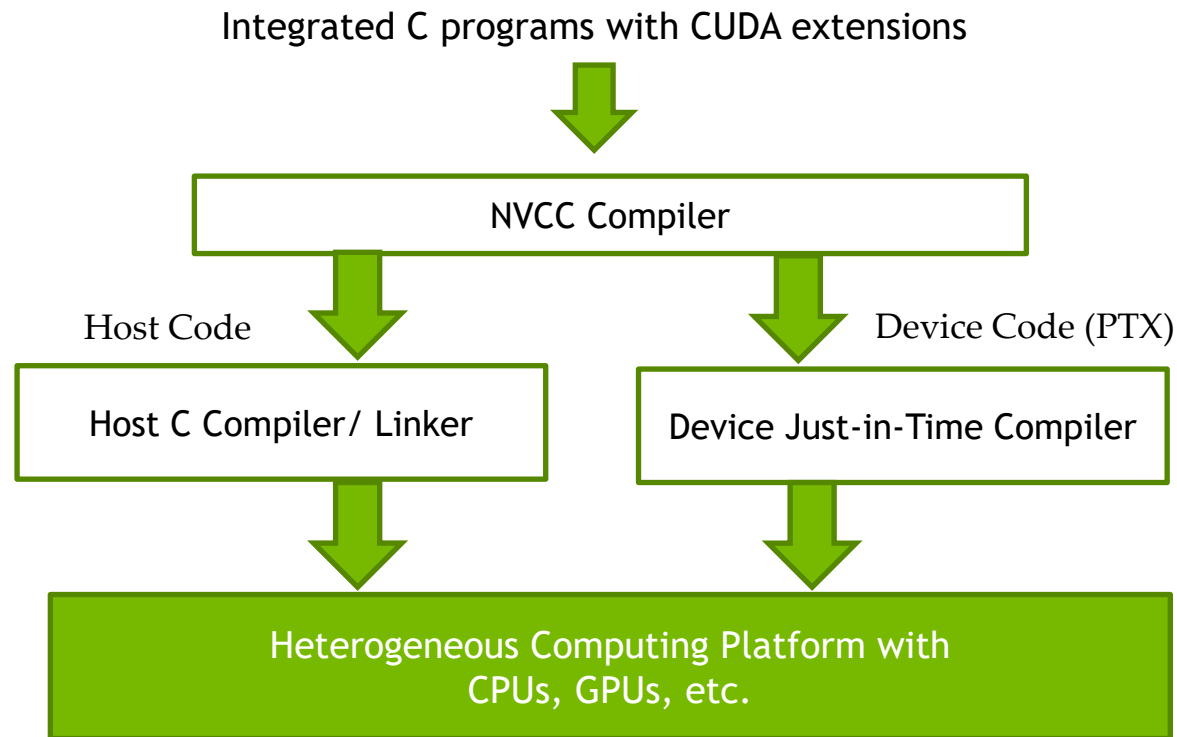 Integrated C programs with CUDA extensions
NVCC Compiler
Host Code
Device Code (PTX)
Host C Compiler/ Linker
Device Just-in-Time Compiler
Heterogeneous Computing Platform with
CPUs, GPUs, etc.